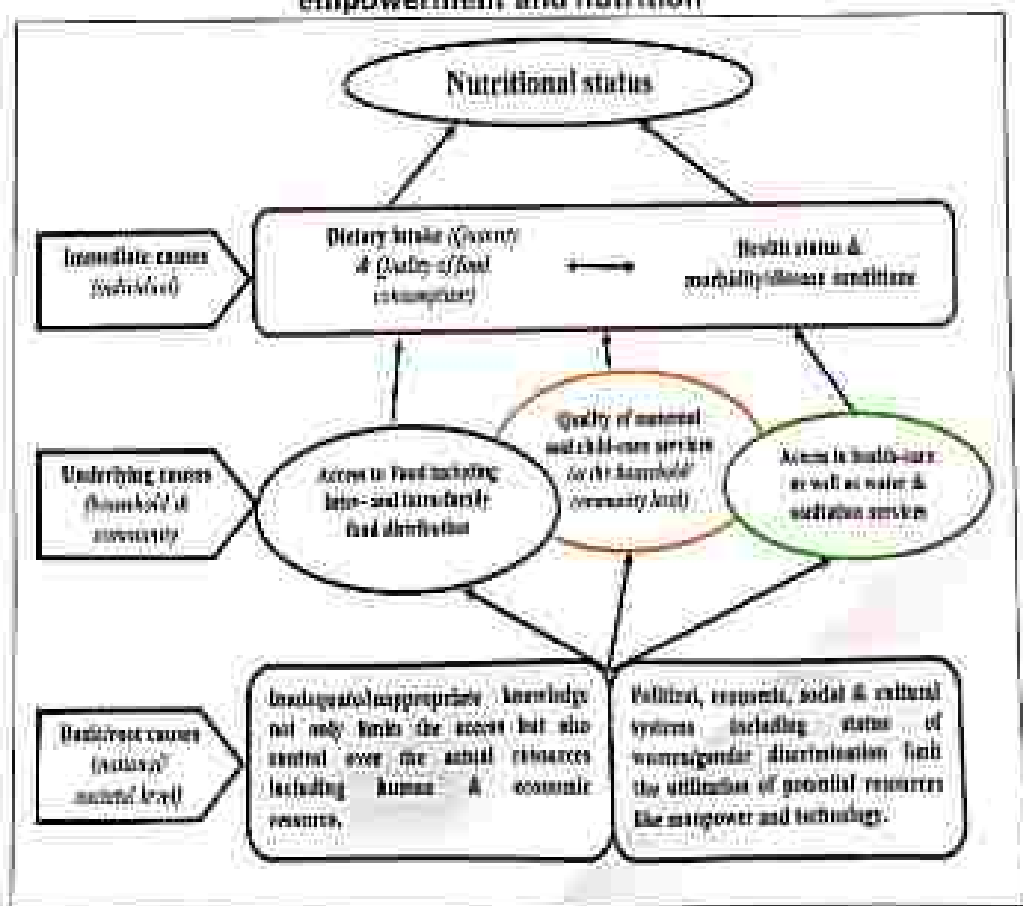 empowerment and nutrition
Nutritional status
Immediate causes
(individual)
Dietary intake (Quantity
& Quality of food
consumption)
Health status &
morbidity/disease conditions
Underlying causes
(household &
community
Access to Food including
inter- and intra-family
food distribution
Quality of maternal
and child-care services
(at the household/
community level)
Access to health-care
as well as water &
sanitation services
Basic/root causes
(national/
societal level)
Inadequate/inappropriate knowledge
not only limits the access but also
control over the actual resources
including human & economic
resource.
Political, economic, social & cultural
systems including status of
women/gender discrimination limit
the utilization of potential resources
like manpower and technology.